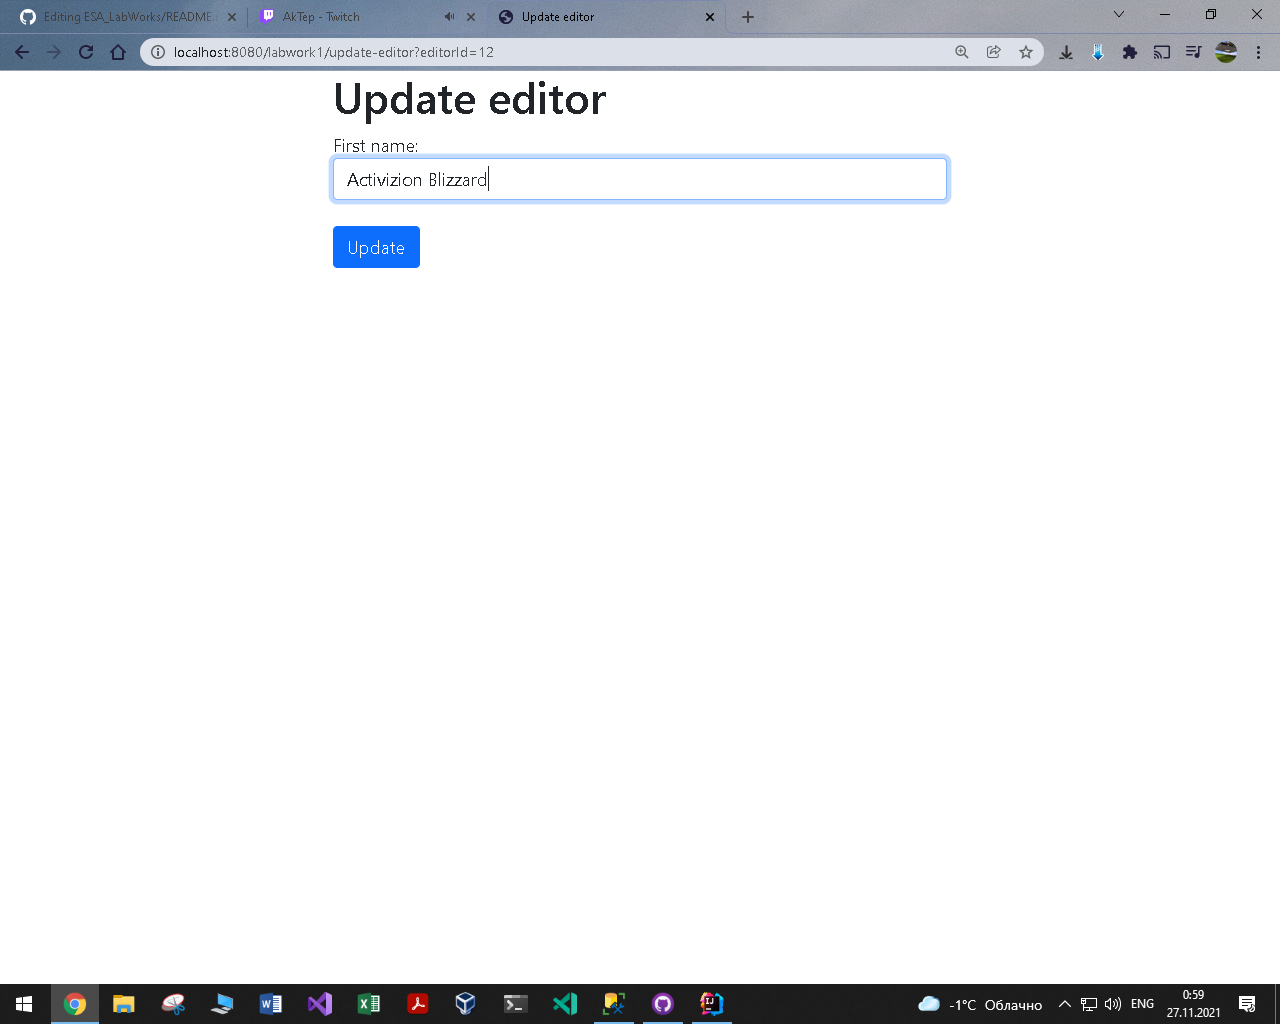 Editing ESA_LabWorks/README.
AkTep - Twitch
Update editor
localhost:8080/labwork1/update-editor?editorId=12
Update editor
First name:
Activizion Blizzard
Update
-1°C Облачно
ENG
0:59
27.11.2021